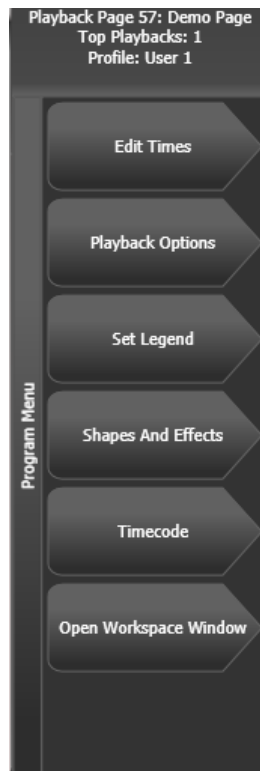 Playback Page 57: Demo Page
Top Playbacks: 1
Profile: User 1
Program Menu
Edit Times
Playback Options
Set Legend
Shapes And Effects
Timecode
Open Workspace Window